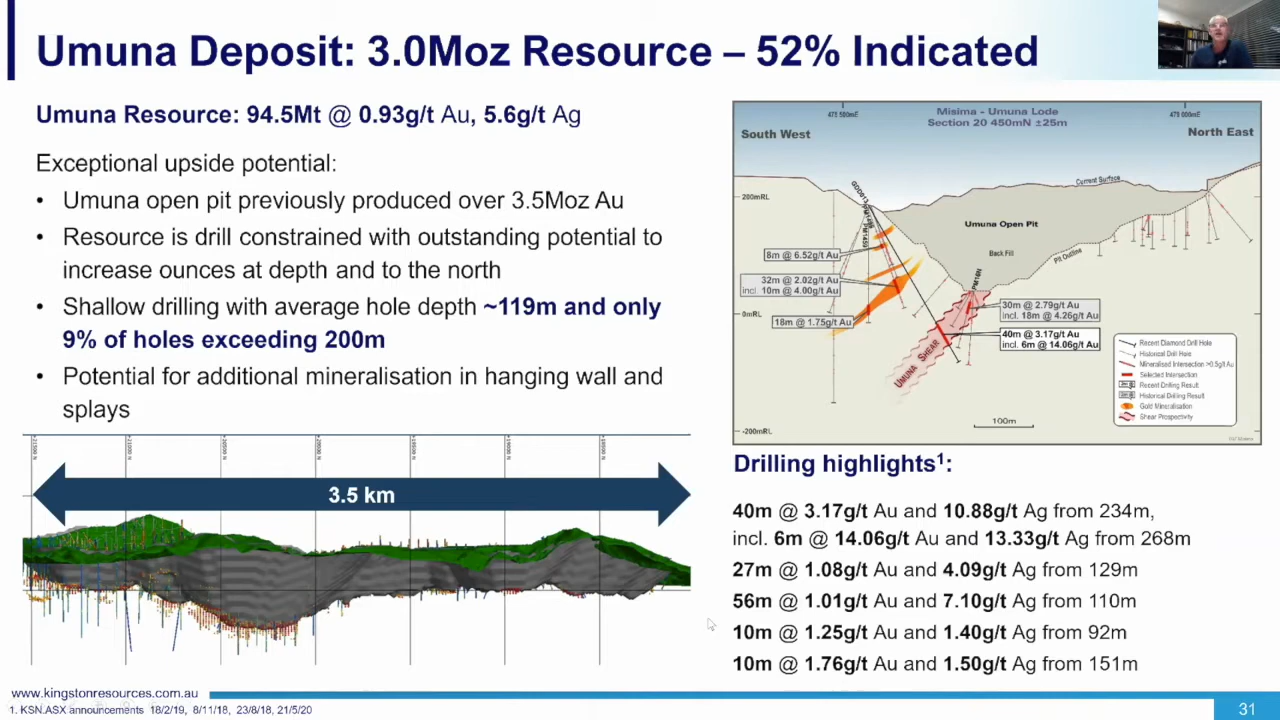 Umuna Deposit: 3.0Moz Resource – 52% Indicated
Umuna Resource: 94.5Mt @ 0.93g/t Au, 5.6g/t Ag
Exceptional upside potential:
• Umuna open pit previously produced over 3.5Moz Au
• Resource is drill constrained with outstanding potential to
increase ounces at depth and to the north
• Shallow drilling with average hole depth ~119m and only
9% of holes exceeding 200m
• Potential for additional mineralisation in hanging wall and
splays
3.5 km
Misima - Umuna Lode
Section 20 450mN ±25m
South West
North East
Current Surface
200mRL
Umuna Open Pit
Back Fill
Pit Outline
8m @ 6.52g/t Au
32m @ 2.02g/t Au
incl. 10m @ 4.00g/t Au
18m @ 1.75g/t Au
0mRL
30m @ 2.79g/t Au
incl. 18m @ 4.26g/t Au
40m @ 3.17g/t Au
incl. 6m @ 14.06g/t Au
UMUNA SHEAR
Recent Diamond Drill Hole
Historical Drill Hole
Mineralised Intersection >0.5g/t Au
Selected Intersection
Recent Drilling Result
Historical Drilling Result
Gold Mineralisation
Shear Prospectivity
100m
-200mRL
Drilling highlights¹:
40m @ 3.17g/t Au and 10.88g/t Ag from 234m,
incl. 6m @ 14.06g/t Au and 13.33g/t Ag from 268m
27m @ 1.08g/t Au and 4.09g/t Ag from 129m
56m @ 1.01g/t Au and 7.10g/t Ag from 110m
10m @ 1.25g/t Au and 1.40g/t Ag from 92m
10m @ 1.76g/t Au and 1.50g/t Ag from 151m
www.kingstonresources.com.au
1. KSN.ASX announcements 18/2/19, 8/11/18, 23/8/18, 21/5/20
31